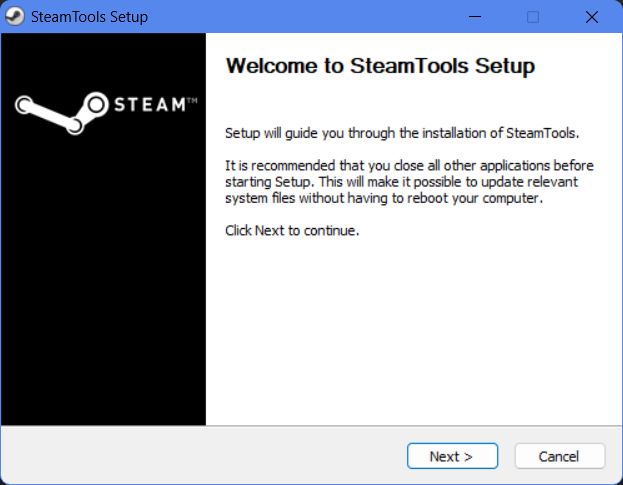 SteamTools Setup
STEAM™
Welcome to SteamTools Setup
Setup will guide you through the installation of SteamTools.
It is recommended that you close all other applications before
starting Setup. This will make it possible to update relevant
system files without having to reboot your computer.
Click Next to continue.
Next >
Cancel